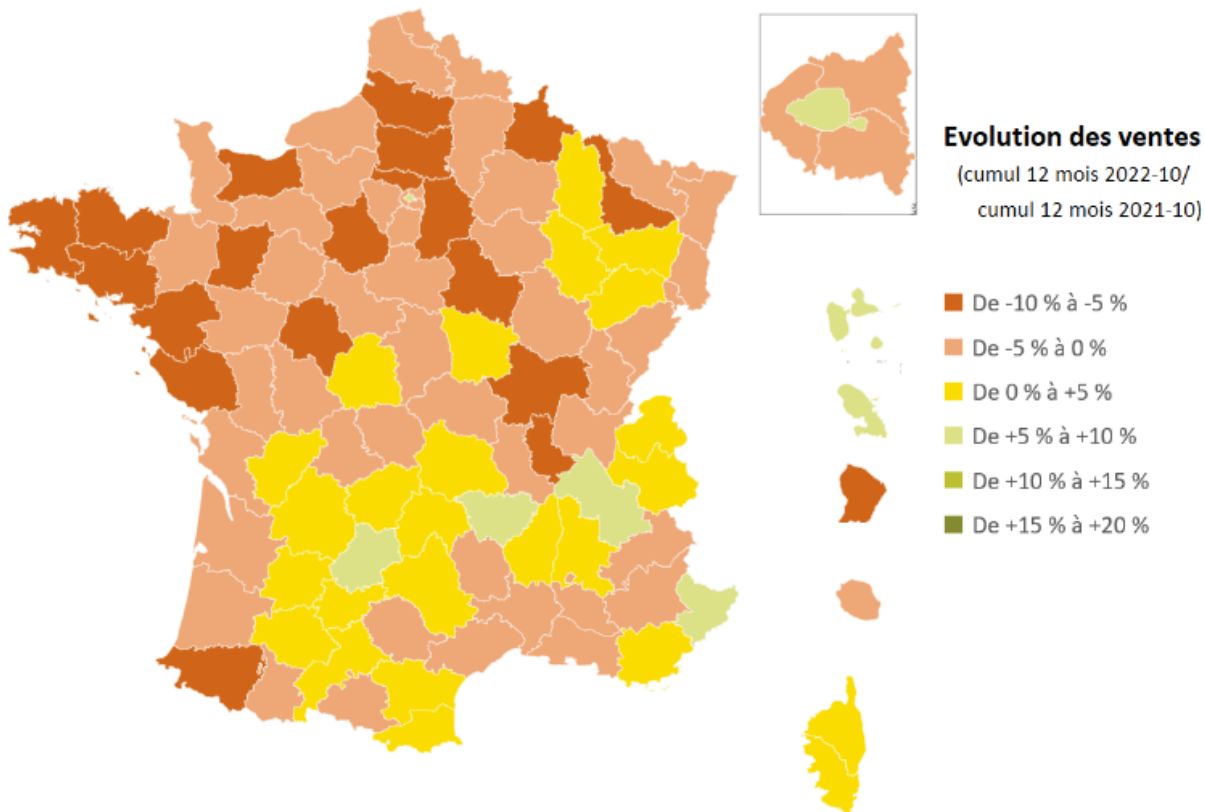 Evolution des ventes
(cumul 12 mois 2022-10/
cumul 12 mois 2021-10)
De -10 % à -5 %
De -5 % à 0 %
De 0 % à +5 %
De +5 % à +10 %
De +10 % à +15 %
De +15 % à +20 %